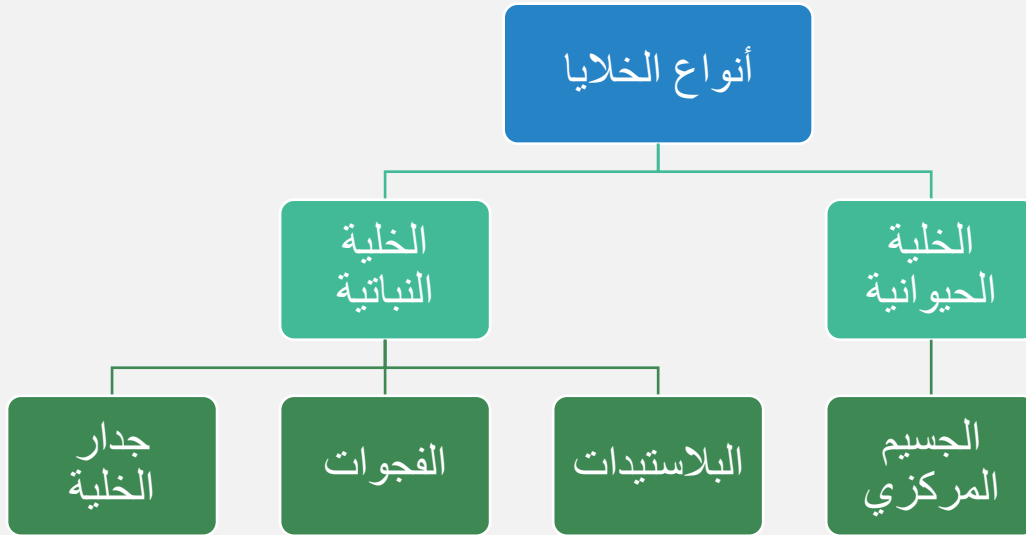 أنواع الخلايا
الخلية
الحيوانية
الخلية
النباتية
الجسيم
المركزي
البلاستيدات
الفجوات
جدار
الخلية